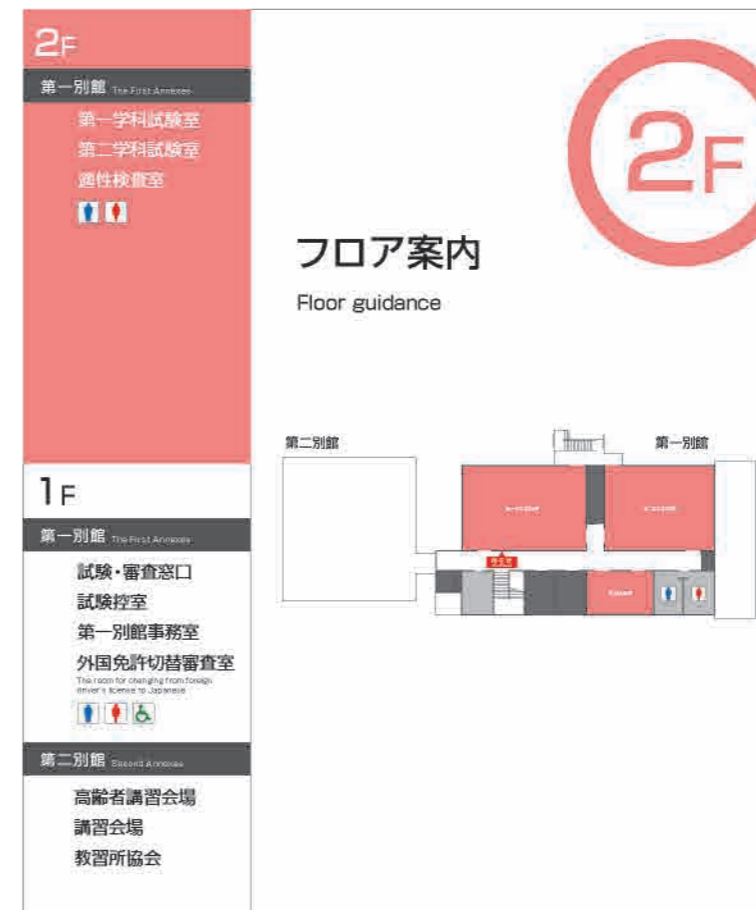 2F
第一別館 The First Annexes
第一学科試験室
第二学科試験室
適性検査室
1F
第一別館 The First Annexes
試験・審査窓口
試験控室
第一別館事務室
外国免許切替審査室
The room for changing from foreign
driver's license to Japanese
第二別館 Second Annexes
高齢者講習会場
講習会場
教習所協会
2F
フロア案内
Floor guidance
第二別館
第一別館